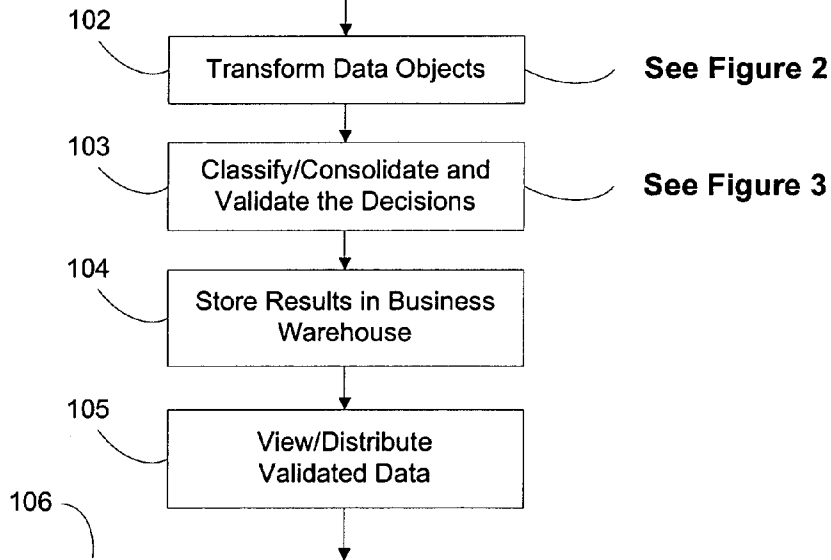 102
Transform Data Objects
See Figure 2
103
Classify/Consolidate and
Validate the Decisions
See Figure 3
104
Store Results in Business
Warehouse
105
View/Distribute
Validated Data
106